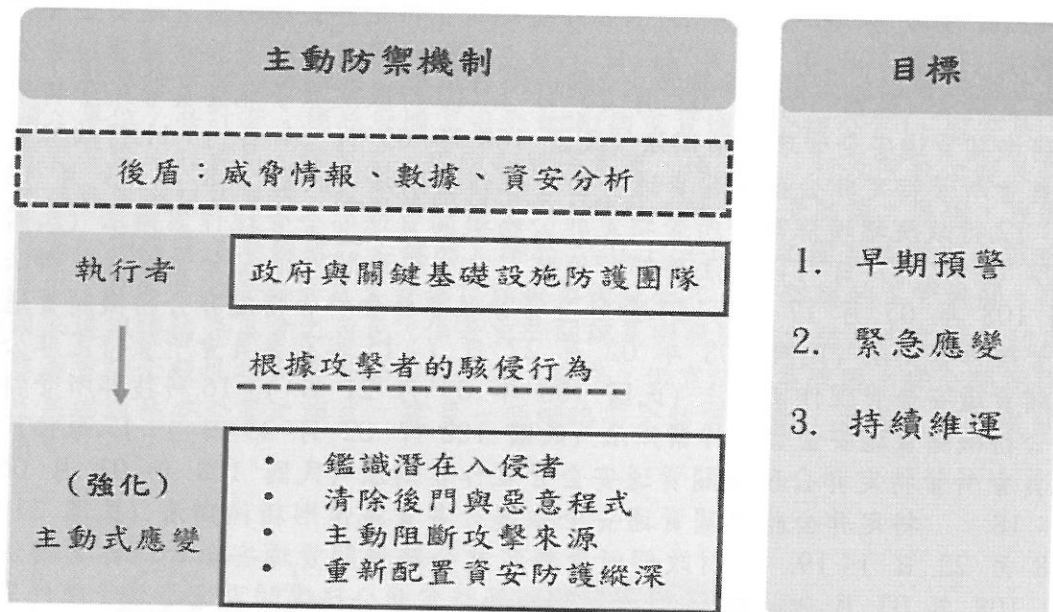 主動防禦機制
後盾：威脅情報、數據、資安分析
執行者
政府與關鍵基礎設施防護團隊
根據攻擊者的駭侵行為
(強化)
主動式應變
• 鑑識潛在入侵者
• 清除後門與惡意程式
• 主動阻斷攻擊來源
• 重新配置資安防護縱深
目標
1. 早期預警
2. 緊急應變
3. 持續維運